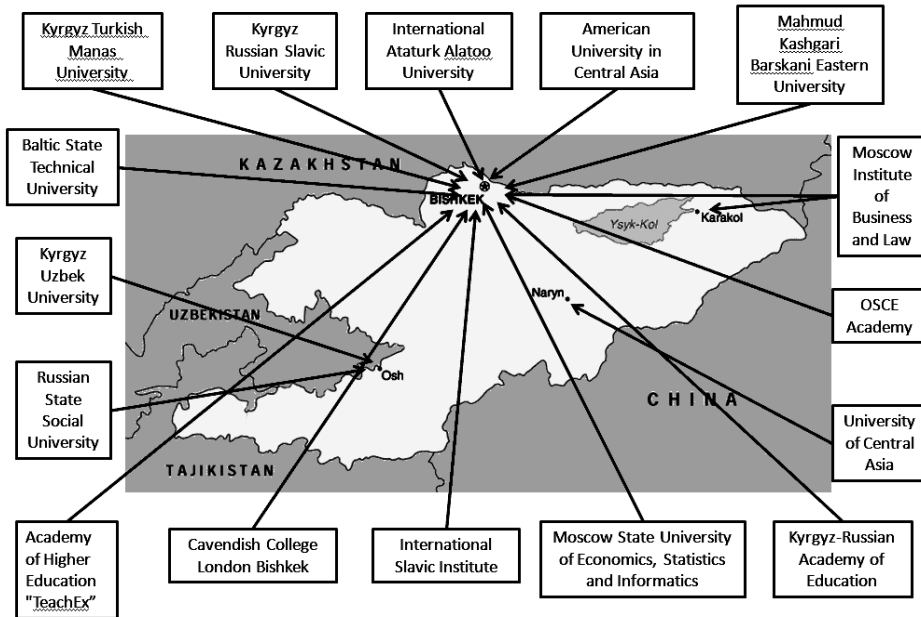 Kyrgyz Turkish
Manas
University
Kyrgyz
Russian Slavic
University
International
Ataturk Alatoo
University
American
University in
Central Asia
Mahmud
Kashgari
Barskani Eastern
University
Baltic State
Technical
University
KAZAKHSTAN
BISHKEK
Ysyk-Kol
Karakol
Moscow
Institute
of
Business
and Law
Kyrgyz
Uzbek
University
UZBEKISTAN
Naryn
OSCE
Academy
Russian
State
Social
University
Osh
CHINA
University
of Central
Asia
TAJIKISTAN
Academy
of Higher
Education
"TeachEx”
Cavendish College
London Bishkek
International
Slavic Institute
Moscow State University
of Economics, Statistics
and Informatics
Kyrgyz-Russian
Academy of
Education